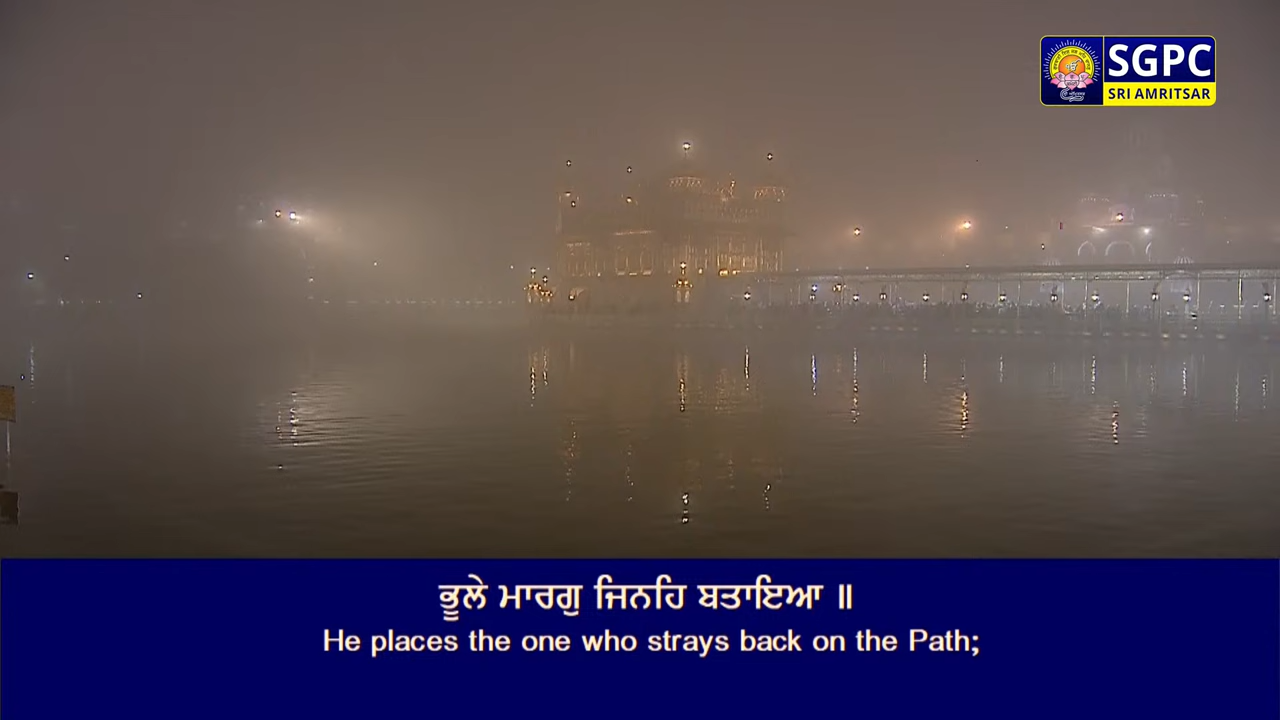 SGPC
SRI AMRITSAR
ਭੂਲੇ ਮਾਰਗੁ ਜਿਨਹਿ ਬਤਾਇਆ ॥
He places the one who strays back on the Path;